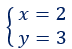 x = 2
y = 3